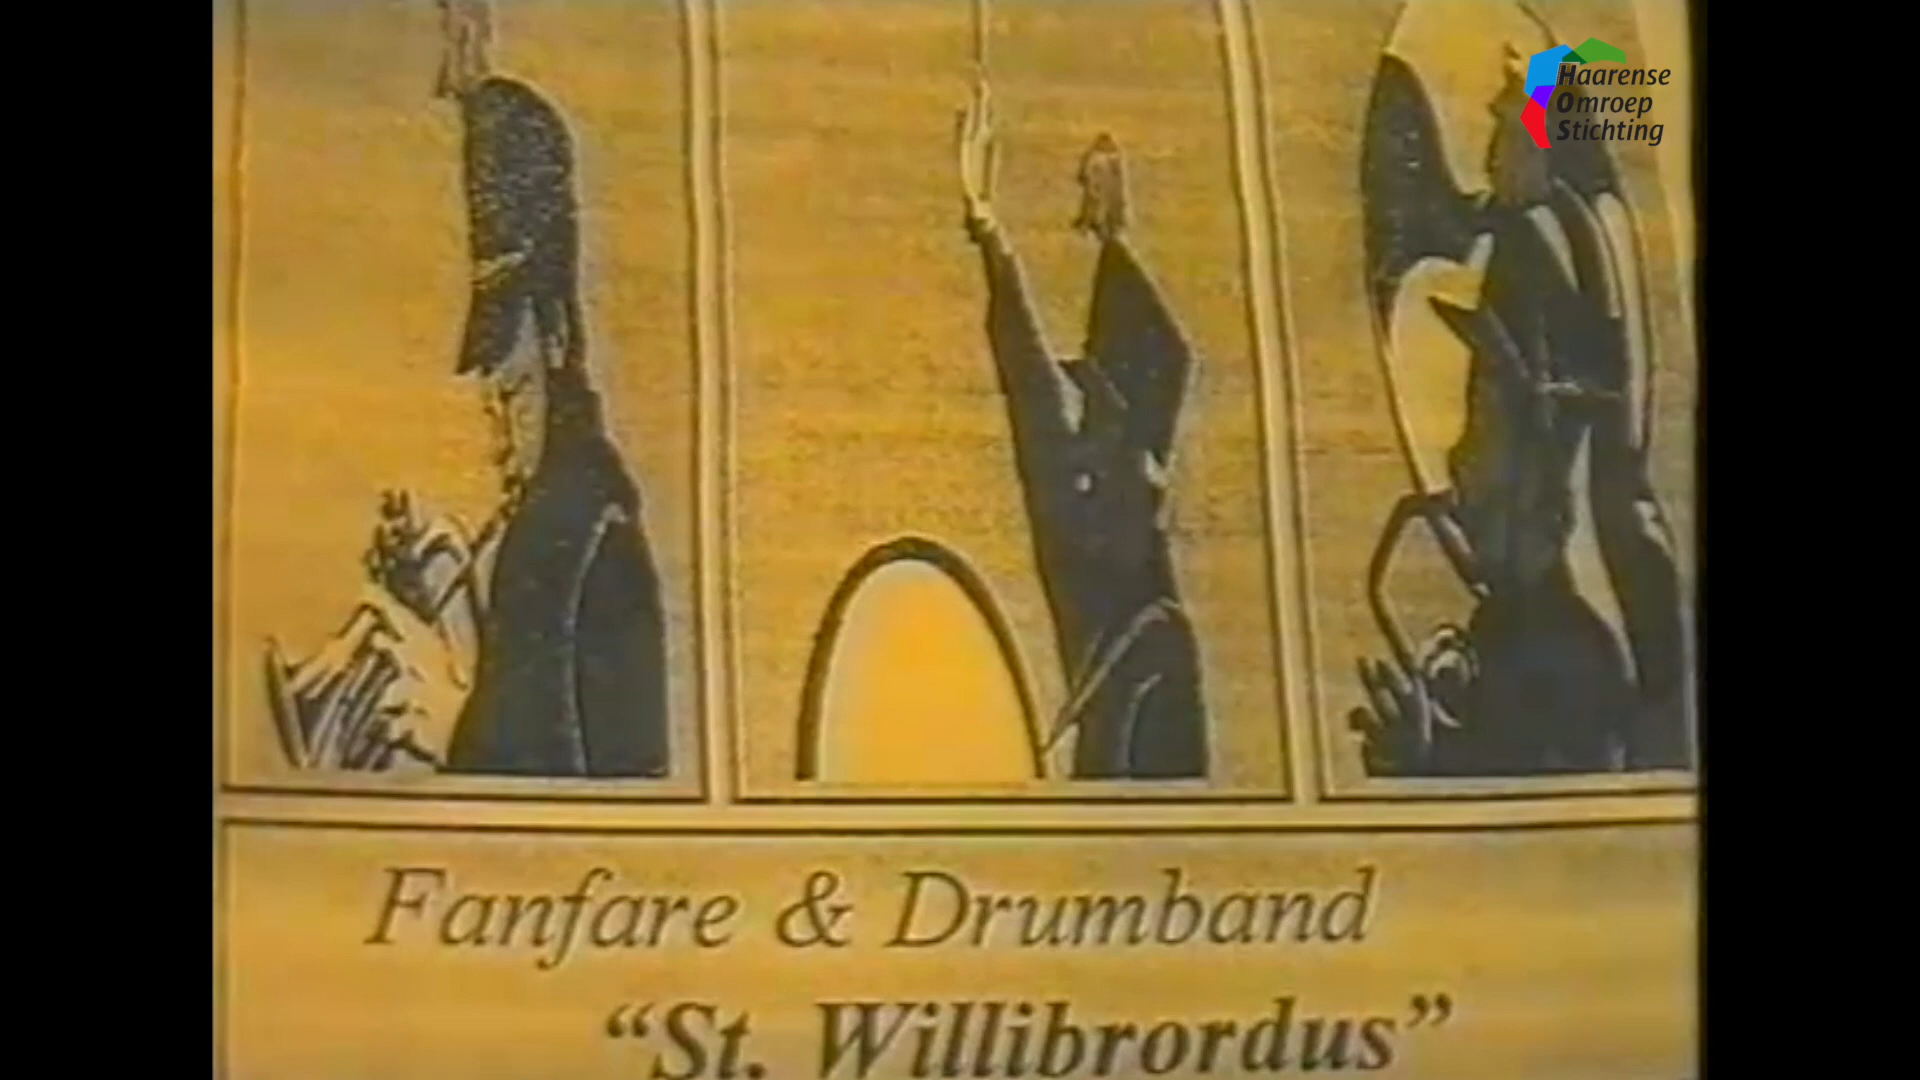 Haarense
Omroep
Stichting
Fanfare & Drumband
“St. Willibrordus”